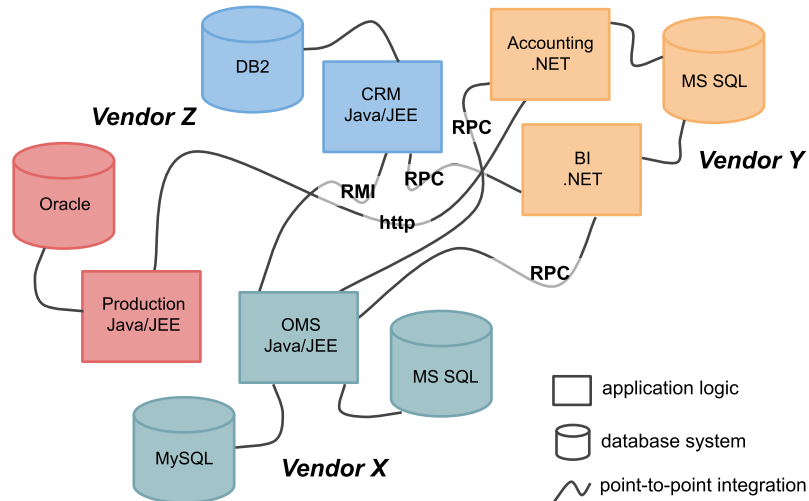 DB2
Vendor Z
CRM
Java/JEE
Accounting
.NET
MS SQL
Vendor Y
BI
.NET
RPC
RMI
RPC
http
RPC
Oracle
Production
Java/JEE
OMS
Java/JEE
MS SQL
MySQL
Vendor X
application logic
database system
point-to-point integration